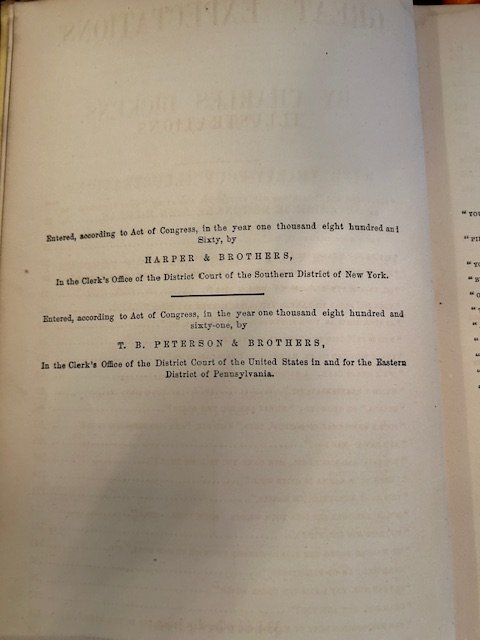 Entered, according to Act of Congress, in the year one thousand eight hundred and
Sixty, by
HARPER & BROTHERS,
In the Clerk's Office of the District Court of the Southern District of New York.
Entered, according to Act of Congress, in the year one thousand eight hundred and
sixty-one, by
T. B. PETERSON & BROTHERS,
In the Clerk's Office of the District Court of the United States in and for the Eastern
District of Pennsylvania.